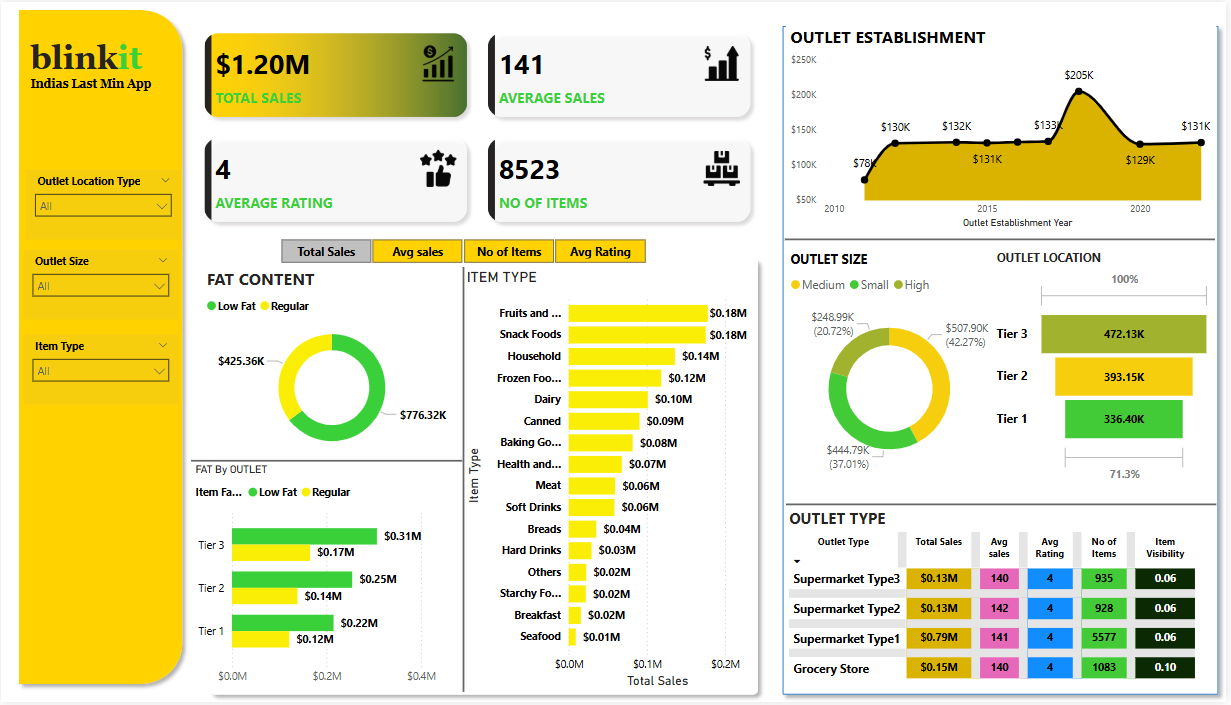 blinkit
Indias Last Min App
Outlet Location Type
All
Outlet Size
All
Item Type
All
$1.20M
TOTAL SALES
141
AVERAGE SALES
4
AVERAGE RATING
8523
NO OF ITEMS
Total Sales
Avg sales
No of Items
Avg Rating
FAT CONTENT
Low Fat
Regular
$425.36K
$776.32K
FAT By OUTLET
Item Fa...
Low Fat
Regular
Tier 3
$0.31M
$0.17M
Tier 2
$0.25M
$0.14M
Tier 1
$0.22M
$0.12M
$0.0M
$0.2M
$0.4M
ITEM TYPE
Item Type
Fruits and ... $0.18M
Snack Foods $0.18M
Household $0.14M
Frozen Foo... $0.12M
Dairy $0.10M
Canned $0.09M
Baking Go... $0.08M
Health and... $0.07M
Meat $0.06M
Soft Drinks $0.06M
Breads $0.04M
Hard Drinks $0.03M
Others $0.02M
Starchy Fo... $0.02M
Breakfast $0.02M
Seafood $0.01M
$0.0M $0.1M $0.2M
Total Sales
OUTLET ESTABLISHMENT
$250K
$200K
$150K
$100K
$50K
$78K
$130K
$132K
$131K
$133K
$205K
$129K
$131K
2010 2015 2020
Outlet Establishment Year
OUTLET SIZE
Medium Small High
$248.99K
(20.72%)
$507.90K
(42.27%)
$444.79K
(37.01%)
OUTLET LOCATION
100%
Tier 3 472.13K
Tier 2 393.15K
Tier 1 336.40K
71.3%
OUTLET TYPE
Outlet Type Total Sales Avg sales Avg Rating No of Items Item Visibility
Supermarket Type3 $0.13M 140 4 935 0.06
Supermarket Type2 $0.13M 142 4 928 0.06
Supermarket Type1 $0.79M 141 4 5577 0.06
Grocery Store $0.15M 140 4 1083 0.10